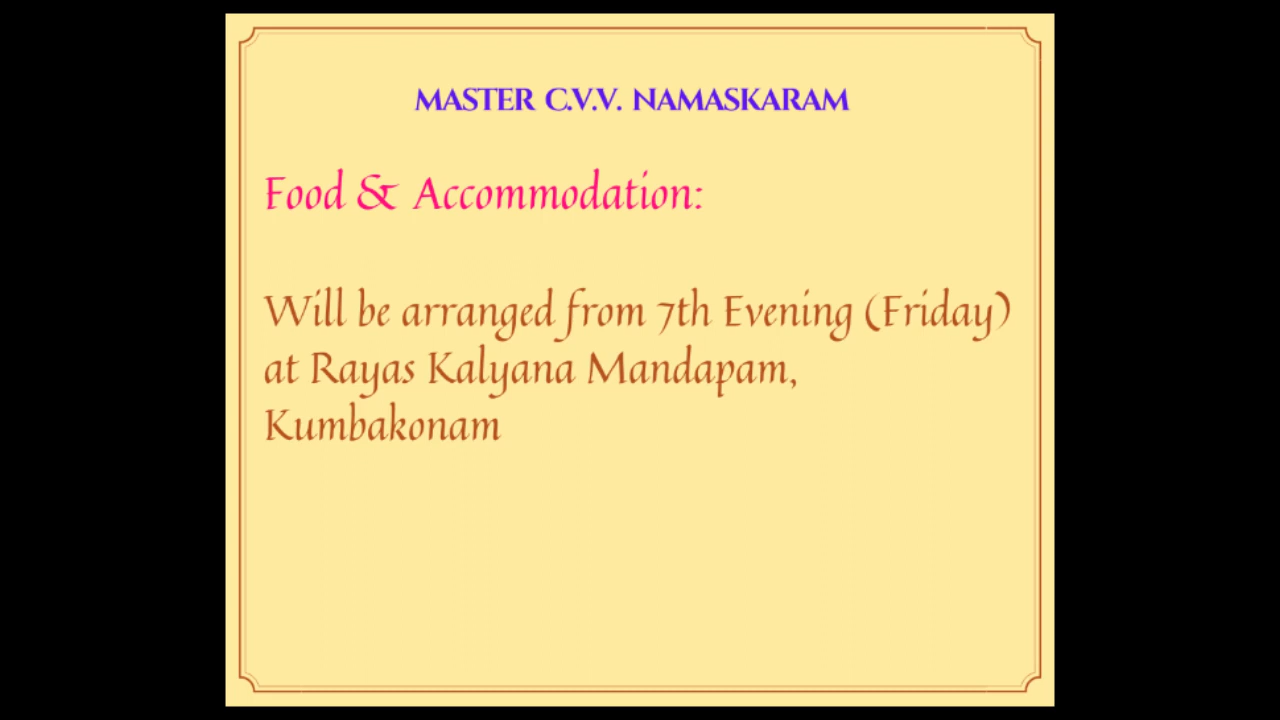 MASTER C.V.V. NAMASKARAM
Food & Accommodation:
Will be arranged from 7th Evening (Friday)
at Rayas Kalyana Mandapam,
Kumbakonam